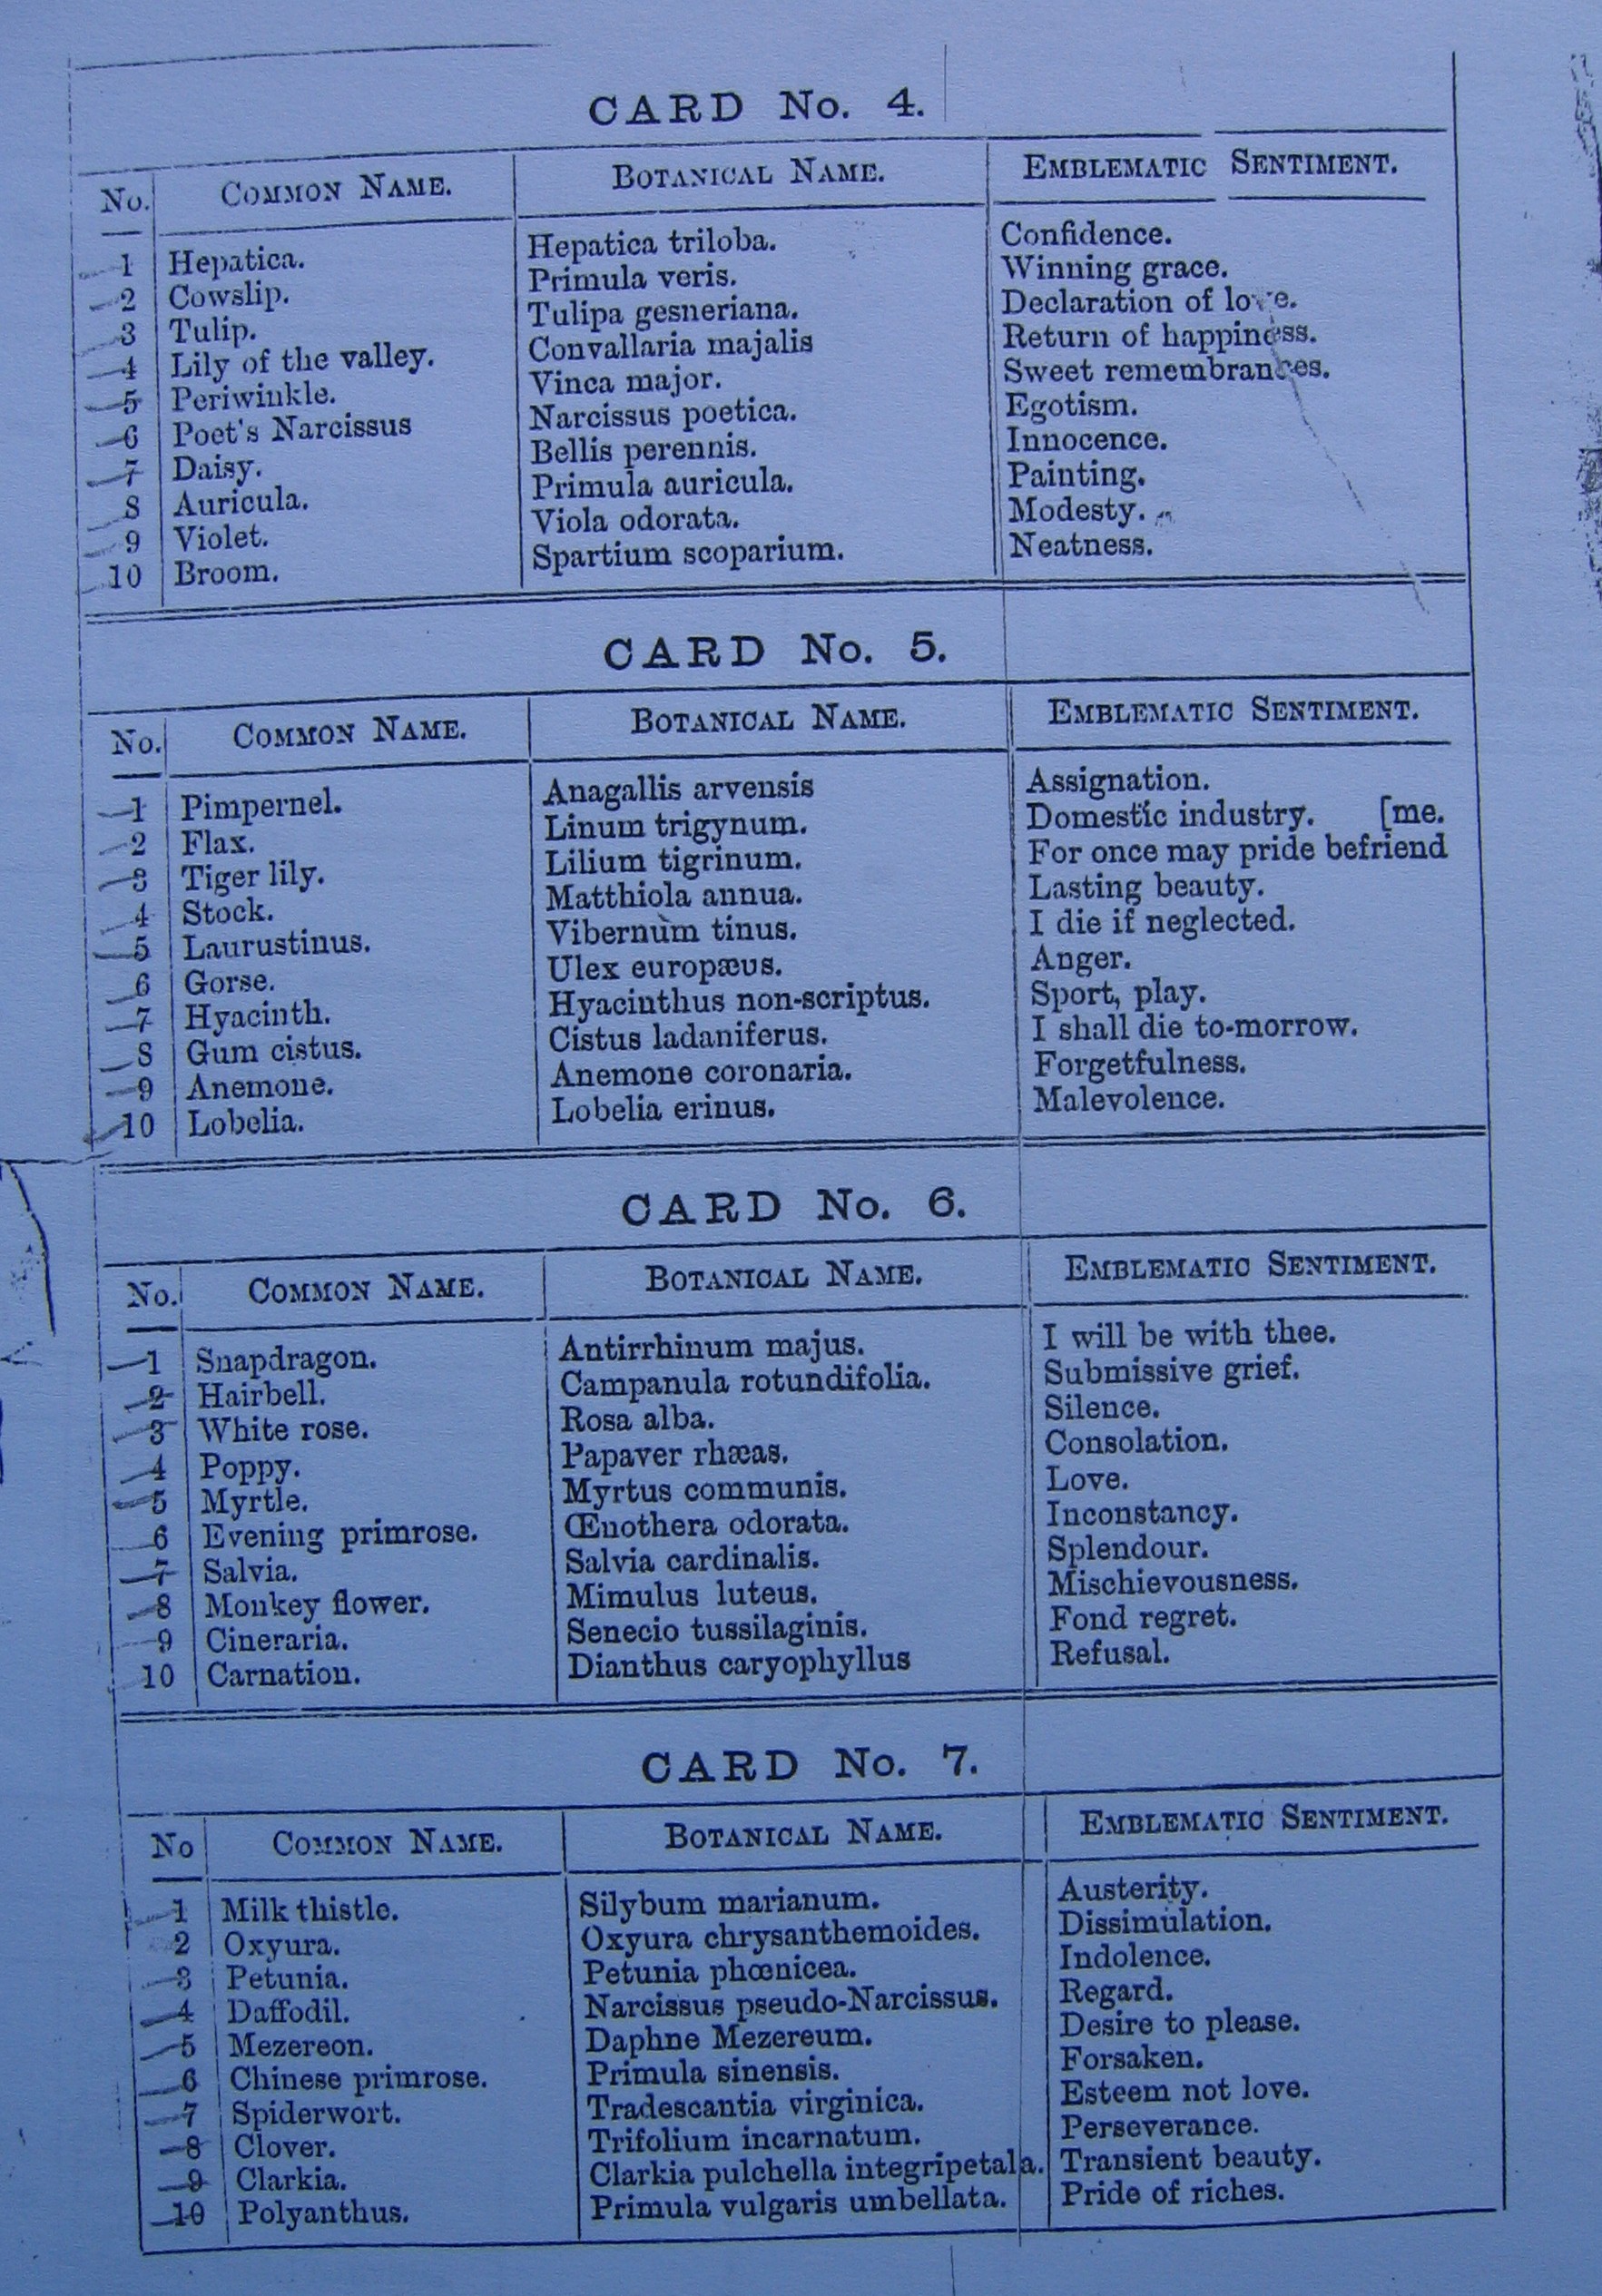 CARD No. 4.
No. COMMON NAME. BOTANICAL NAME. EMBLEMATIC SENTIMENT.
1 Hepatica. Hepatica triloba. Confidence.
2 Cowslip. Primula veris. Winning grace.
3 Tulip. Tulipa gesneriana. Declaration of love.
4 Lily of the valley. Convallaria majalis Return of happiness.
5 Periwinkle. Vinca major. Sweet remembrances.
6 Poet's Narcissus Narcissus poetica. Egotism.
7 Daisy. Bellis perennis. Innocence.
8 Auricula. Primula auricula. Painting.
9 Violet. Viola odorata. Modesty.
10 Broom. Spartium scoparium. Neatness.
CARD No. 5.
No. COMMON NAME. BOTANICAL NAME. EMBLEMATIC SENTIMENT.
1 Pimpernel. Anagallis arvensis Assignation.
2 Flax. Linum trigynum. Domestic industry. [me.
3 Tiger lily. Lilium tigrinum. For once may pride befriend
4 Stock. Matthiola annua. Lasting beauty.
5 Laurustinus. Vibernum tinus. I die if neglected.
6 Gorse. Ulex europæus. Anger.
7 Hyacinth. Hyacinthus non-scriptus. Sport, play.
8 Gum cistus. Cistus ladaniferus. I shall die to-morrow.
9 Anemone. Anemone coronaria. Forgetfulness.
10 Lobelia. Lobelia erinus. Malevolence.
CARD No. 6.
No. COMMON NAME. BOTANICAL NAME. EMBLEMATIC SENTIMENT.
1 Snapdragon. Antirrhinum majus. I will be with thee.
2 Hairbell. Campanula rotundifolia. Submissive grief.
3 White rose. Rosa alba. Silence.
4 Poppy. Papaver rhæas. Consolation.
5 Myrtle. Myrtus communis. Love.
6 Evening primrose. Œnothera odorata. Inconstancy.
7 Salvia. Salvia cardinalis. Splendour.
8 Monkey flower. Mimulus luteus. Mischievousness.
9 Cineraria. Senecio tussilaginis. Fond regret.
10 Carnation. Dianthus caryophyllus Refusal.
CARD No. 7.
No COMMON NAME. BOTANICAL NAME. EMBLEMATIC SENTIMENT.
1 Milk thistle. Silybum marianum. Austerity.
2 Oxyura. Oxyura chrysanthemoides. Dissimulation.
3 Petunia. Petunia phœnicea. Indolence.
4 Daffodil. Narcissus pseudo-Narcissus. Regard.
5 Mezereon. Daphne Mezereum. Desire to please.
6 Chinese primrose. Primula sinensis. Forsaken.
7 Spiderwort. Tradescantia virginica. Esteem not love.
8 Clover. Trifolium incarnatum. Perseverance.
9 Clarkia. Clarkia pulchella integripetala. Transient beauty.
10 Polyanthus. Primula vulgaris umbellata. Pride of riches.